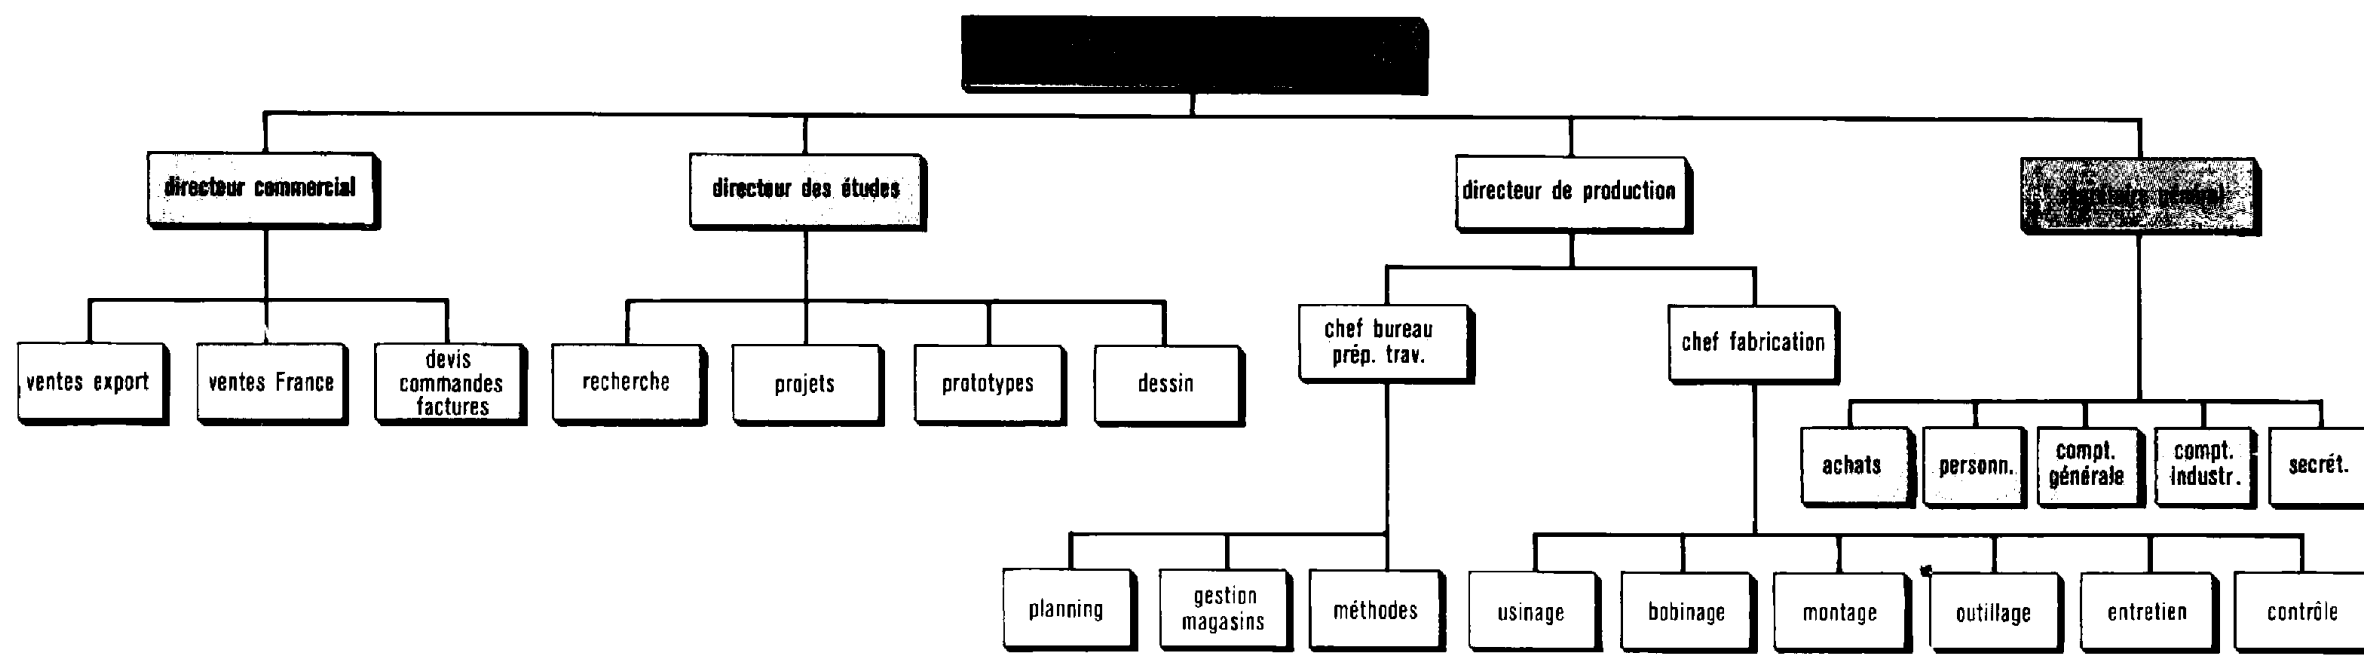 directeur commercial
directeur des études
directeur de production
secrétaire général
chef bureau
prép. trav.
chef fabrication
ventes export
ventes France
devis
commandes
factures
recherche
projets
prototypes
dessin
achats
personn.
compt.
générale
compt.
industr.
secrét.
planning
gestion
magasins
méthodes
usinage
bobinage
montage
outillage
entretien
contrôle